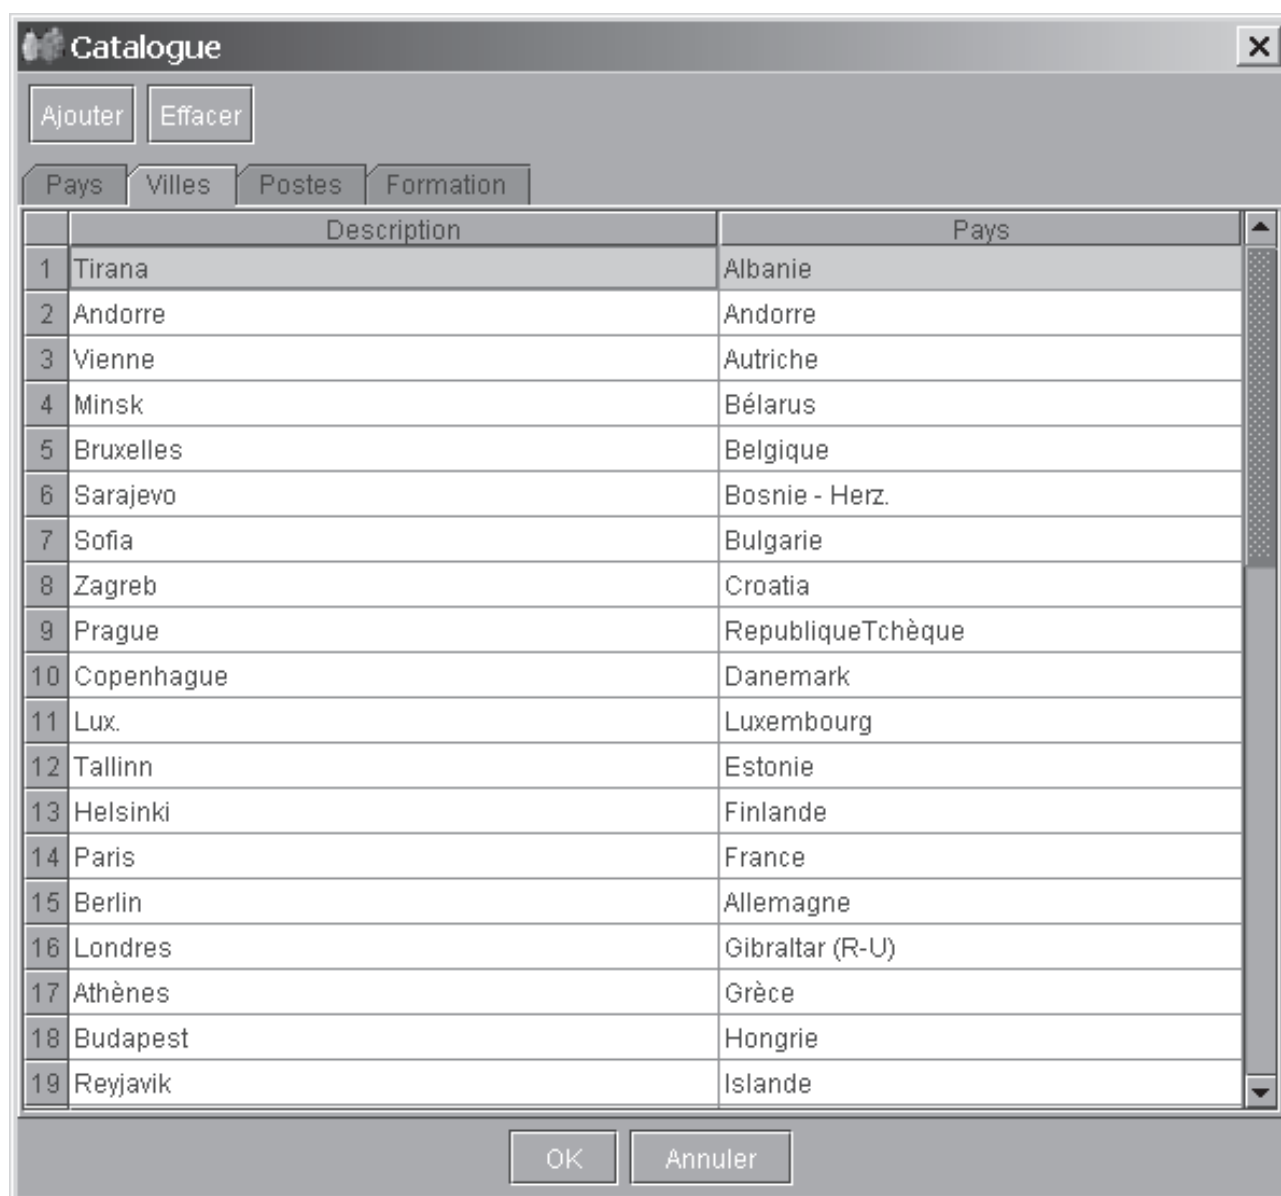 Catalogue
Ajouter Effacer
Pays Villes Postes Formation
Description Pays
1 Tirana Albanie
2 Andorre Andorre
3 Vienne Autriche
4 Minsk Bélarus
5 Bruxelles Belgique
6 Sarajevo Bosnie - Herz.
7 Sofia Bulgarie
8 Zagreb Croatia
9 Prague RepubliqueTchèque
10 Copenhague Danemark
11 Lux. Luxembourg
12 Tallinn Estonie
13 Helsinki Finlande
14 Paris France
15 Berlin Allemagne
16 Londres Gibraltar (R-U)
17 Athènes Grèce
18 Budapest Hongrie
19 Reyjavik Islande
OK Annuler